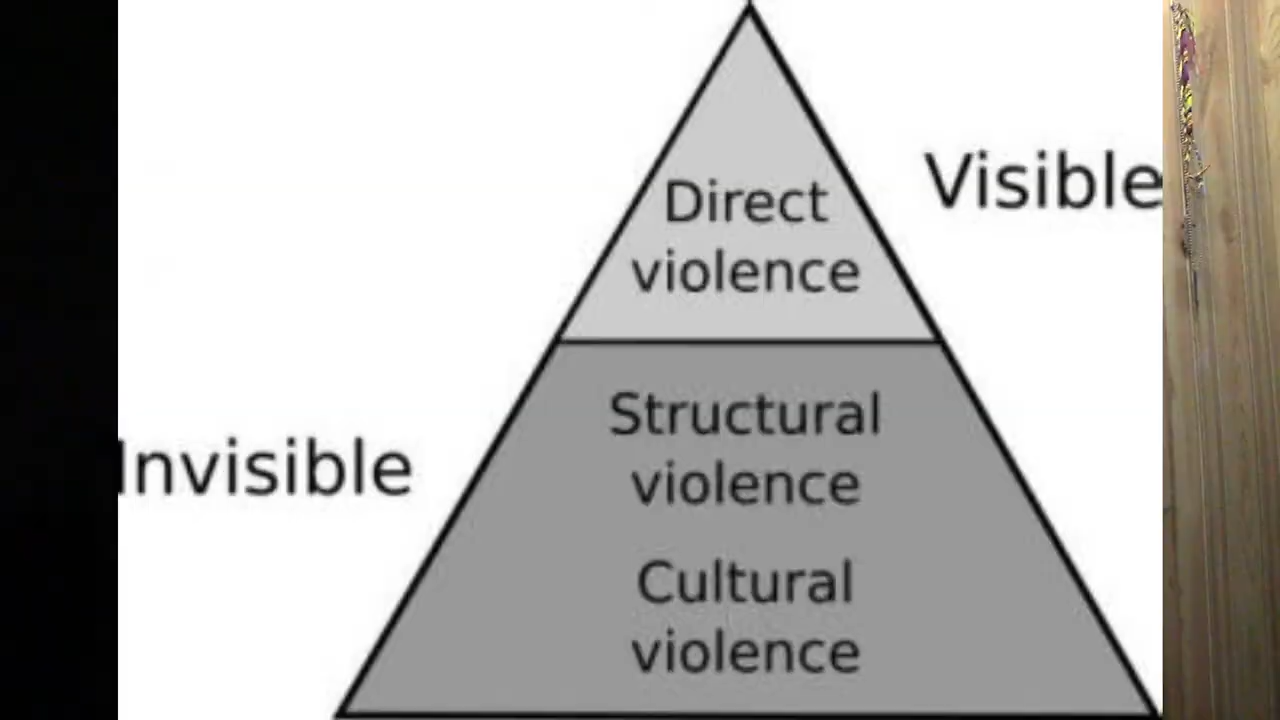 Visible
Direct
violence
Invisible
Structural
violence
Cultural
violence